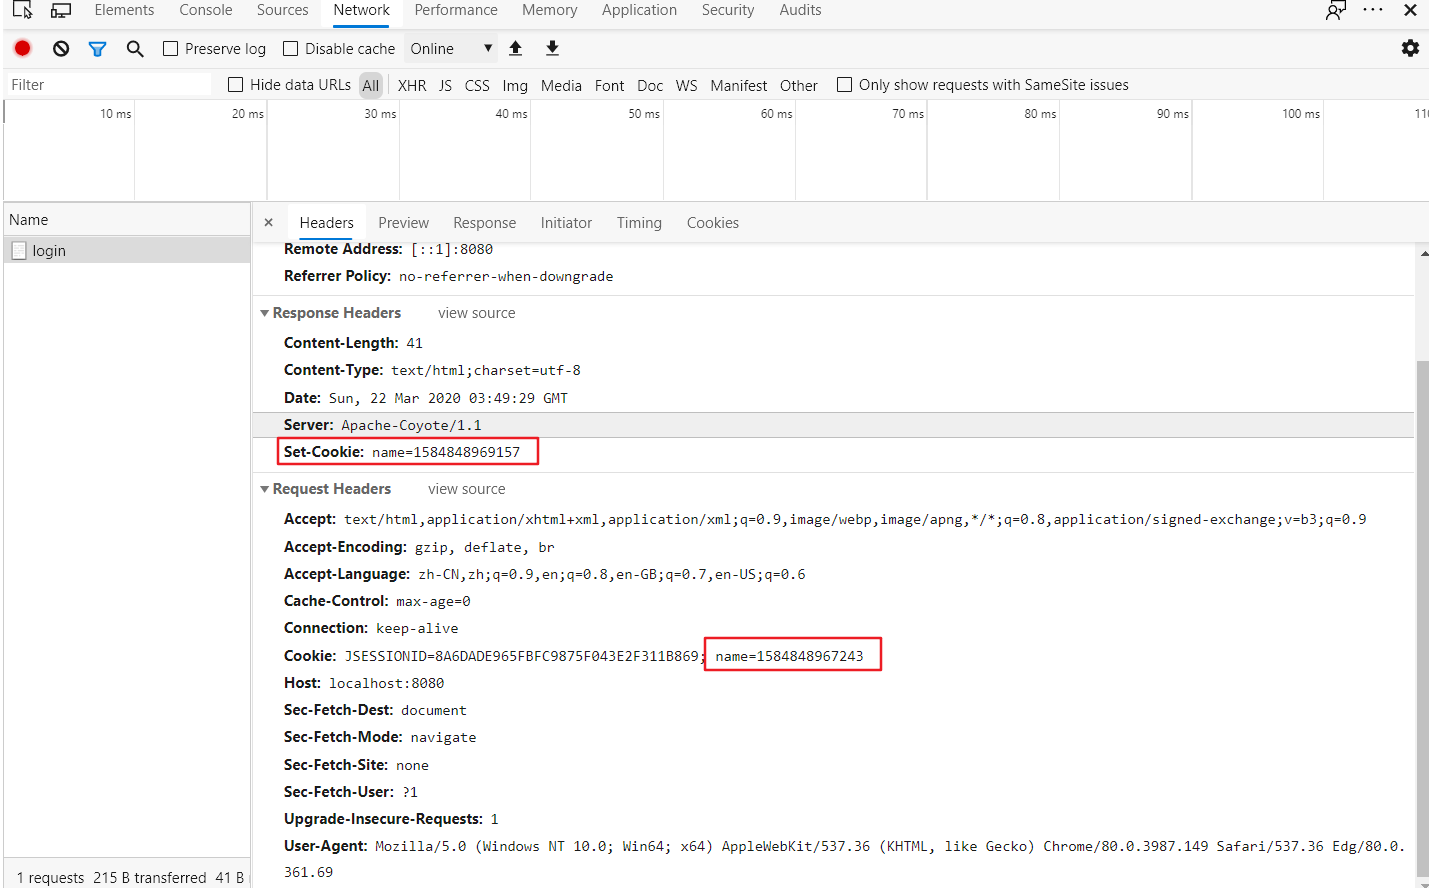 Elements Console Sources Network Performance Memory Application Security Audits
Preserve log Disable cache Online
Filter Hide data URLs All XHR JS CSS Img Media Font Doc WS Manifest Other Only show requests with SameSite issues
10 ms 20 ms 30 ms 40 ms 50 ms 60 ms 70 ms 80 ms 90 ms 100 ms 110
Name
login
× Headers Preview Response Initiator Timing Cookies
Remote Address: [::1]:8080
Referrer Policy: no-referrer-when-downgrade
Response Headers view source
Content-Length: 41
Content-Type: text/html;charset=utf-8
Date: Sun, 22 Mar 2020 03:49:29 GMT
Server: Apache-Coyote/1.1
Set-Cookie: name=1584848969157
Request Headers view source
Accept: text/html,application/xhtml+xml,application/xml;q=0.9,image/webp,image/apng,*/*;q=0.8,application/signed-exchange;v=b3;q=0.9
Accept-Encoding: gzip, deflate, br
Accept-Language: zh-CN,zh;q=0.9,en;q=0.8,en-GB;q=0.7,en-US;q=0.6
Cache-Control: max-age=0
Connection: keep-alive
Cookie: JSESSIONID=8A6DADE965FBFC9875F043E2F311B869; name=1584848967243
Host: localhost:8080
Sec-Fetch-Dest: document
Sec-Fetch-Mode: navigate
Sec-Fetch-Site: none
Sec-Fetch-User: ?1
Upgrade-Insecure-Requests: 1
User-Agent: Mozilla/5.0 (Windows NT 10.0; Win64; x64) AppleWebKit/537.36 (KHTML, like Gecko) Chrome/80.0.3987.149 Safari/537.36 Edg/80.0.
361.69
1 requests 215 B transferred 41 B